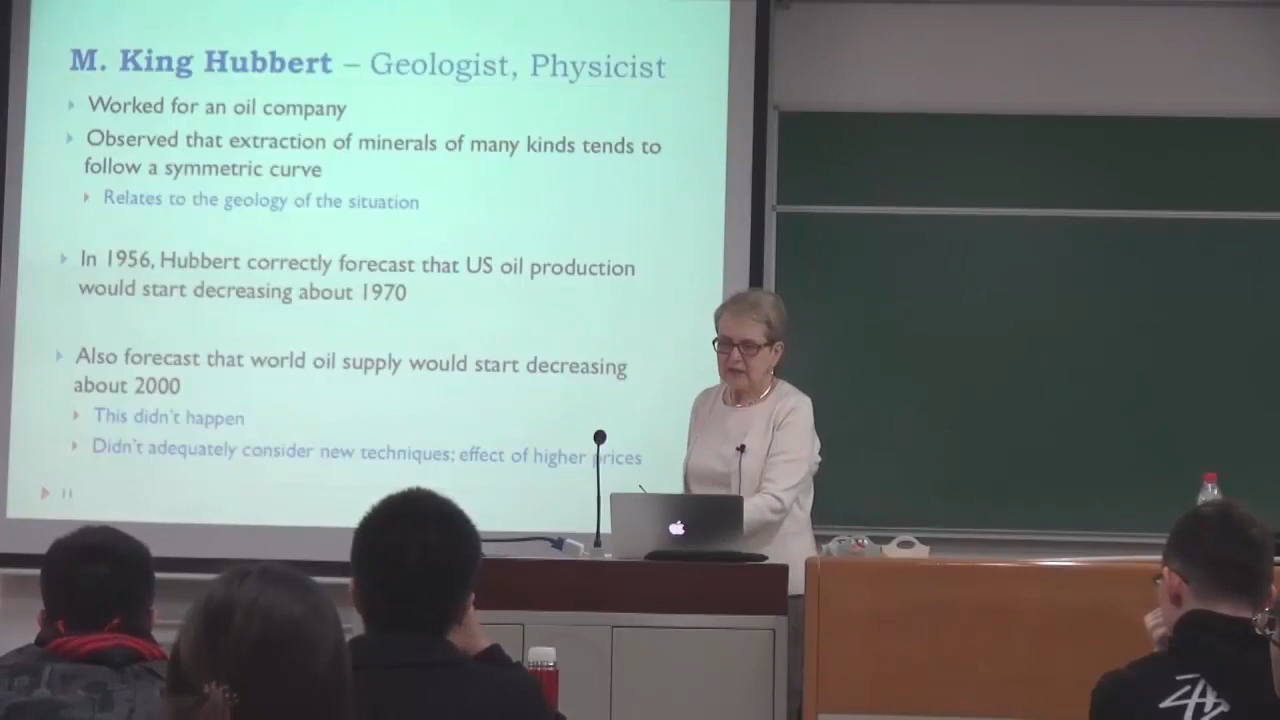 M. King Hubbert – Geologist, Physicist
Worked for an oil company
Observed that extraction of minerals of many kinds tends to
follow a symmetric curve
Relates to the geology of the situation
In 1956, Hubbert correctly forecast that US oil production
would start decreasing about 1970
Also forecast that world oil supply would start decreasing
about 2000
This didn't happen
Didn't adequately consider new techniques; effect of higher prices
11